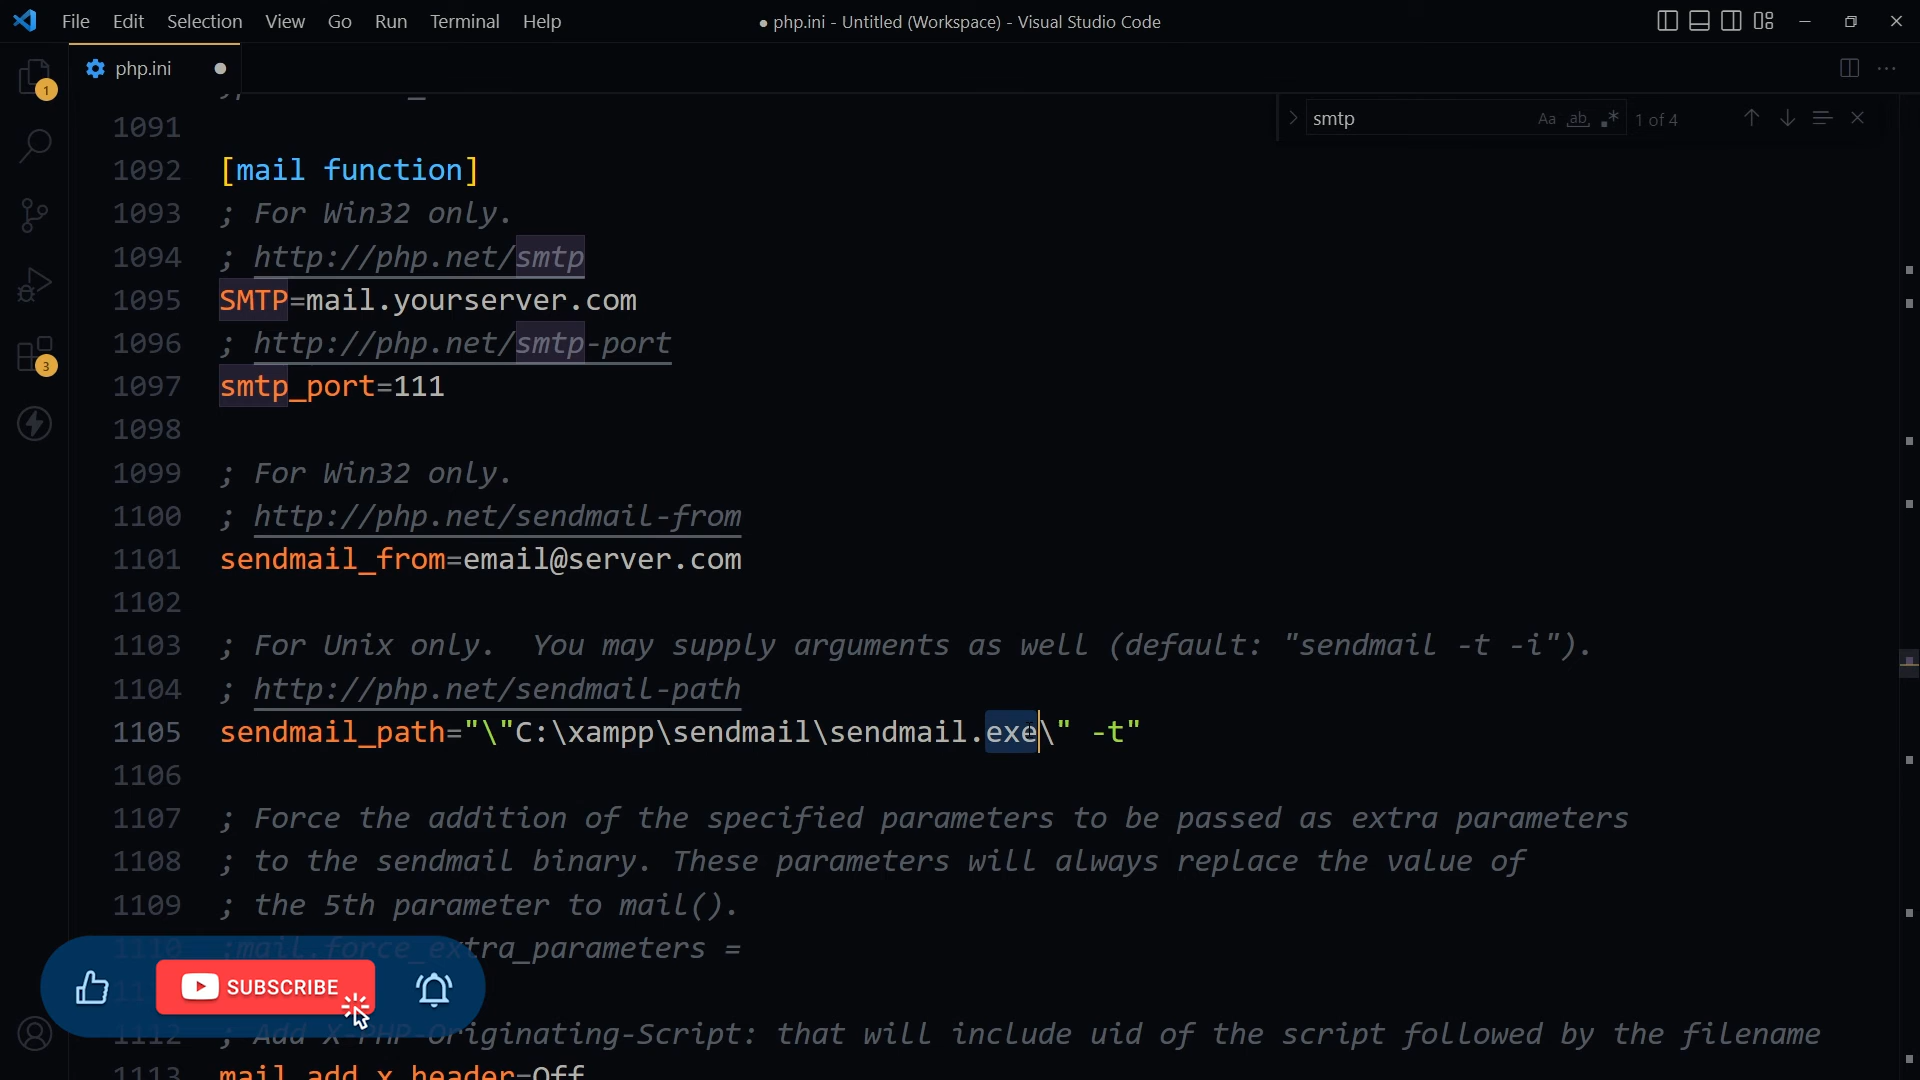 File Edit Selection View Go Run Terminal Help
● php.ini - Untitled (Workspace) - Visual Studio Code
php.ini
smtp
Aa ab .* 1 of 4
1
3
1091
1092 [mail function]
1093 ; For Win32 only.
1094 ; http://php.net/smtp
1095 SMTP=mail.yourserver.com
1096 ; http://php.net/smtp-port
1097 smtp_port=111
1098
1099 ; For Win32 only.
1100 ; http://php.net/sendmail-from
1101 sendmail_from=email@server.com
1102
1103 ; For Unix only.  You may supply arguments as well (default: "sendmail -t -i").
1104 ; http://php.net/sendmail-path
1105 sendmail_path="\"C:\xampp\sendmail\sendmail.exe\" -t"
1106
1107 ; Force the addition of the specified parameters to be passed as extra parameters
1108 ; to the sendmail binary. These parameters will always replace the value of
1109 ; the 5th parameter to mail().
1110 ;mail.force_extra_parameters =
SUBSCRIBE
1112 ; Add X-PHP-Originating-Script: that will include uid of the script followed by the filename
1113 mail.add_x_header=Off